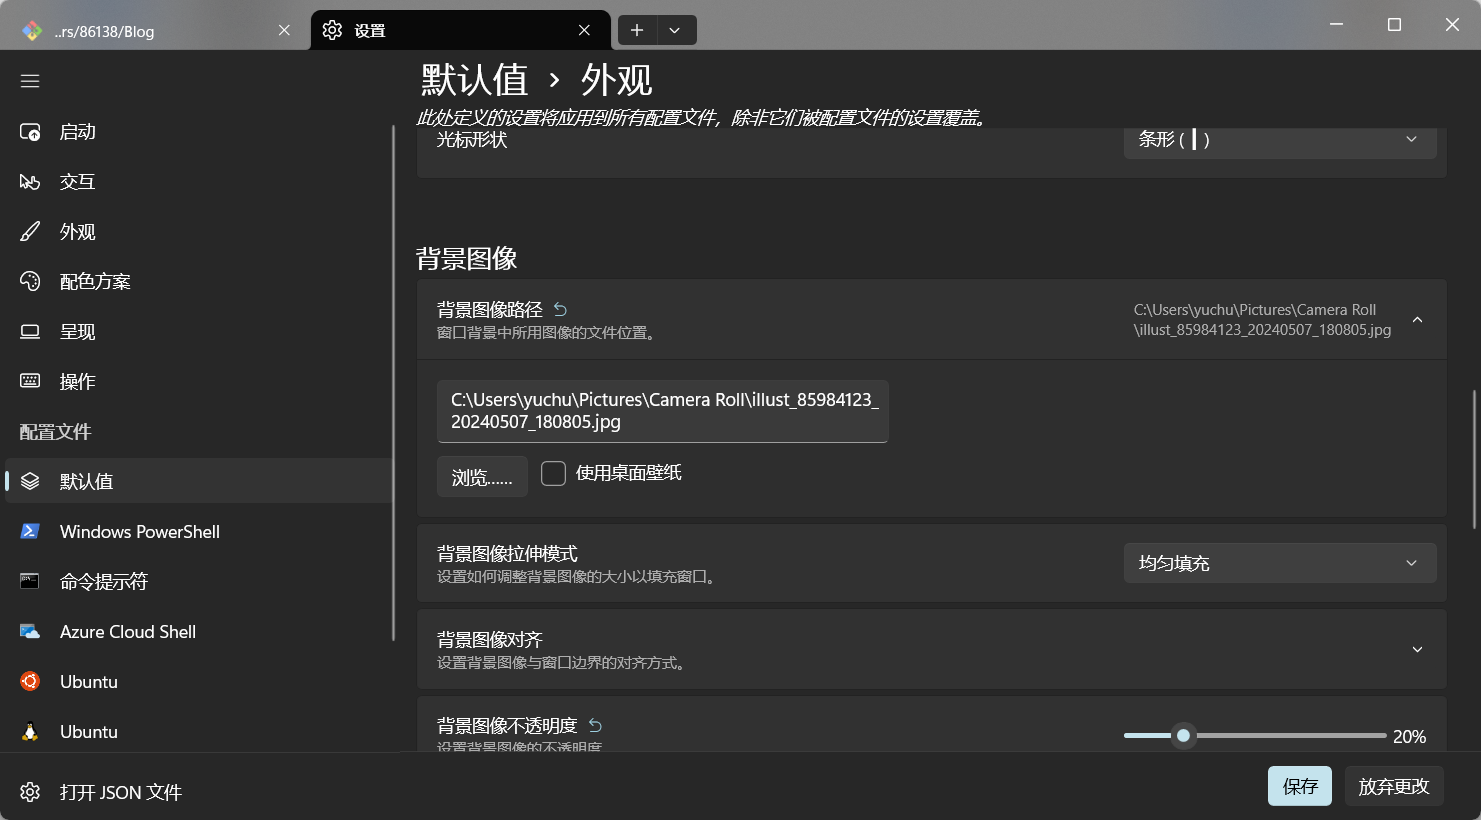 ..rs/86138/Blog
设置
启动
交互
外观
配色方案
呈现
操作
配置文件
默认值
Windows PowerShell
命令提示符
Azure Cloud Shell
Ubuntu
Ubuntu
打开 JSON 文件
默认值 › 外观
此处定义的设置将应用到所有配置文件，除非它们被配置文件的设置覆盖。
光标形状
条形 ( ┃ )
背景图像
背景图像路径
窗口背景中所用图像的文件位置。
C:\Users\yuchu\Pictures\Camera Roll
\illust_85984123_20240507_180805.jpg
C:\Users\yuchu\Pictures\Camera Roll\illust_85984123_
20240507_180805.jpg
浏览......
使用桌面壁纸
背景图像拉伸模式
设置如何调整背景图像的大小以填充窗口。
均匀填充
背景图像对齐
设置背景图像与窗口边界的对齐方式。
背景图像不透明度
设置背景图像的不透明度
20%
保存
放弃更改